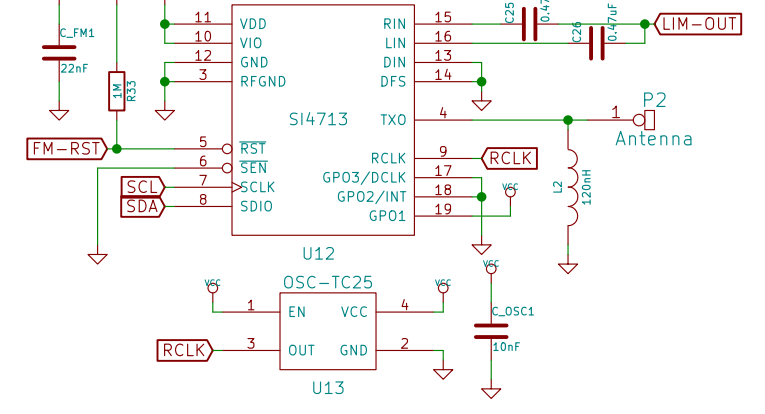 11 VDD RIN 15 C25 0.47 LIM-OUT
10 VIO LIN 16 C26 0.47uF
C_FM1 12 GND DIN 13
22nF 1M R33 3 RFGND DFS 14
SI4713 TXO 4 1 P2
Antenna
FM-RST 5 RST RCLK 9 RCLK
6 SEN GPO3/DCLK 17
SCL 7 SCLK GPO2/INT 18 VCC L2 120nH
SDA 8 SDIO GPO1 19
U12
VCC OSC-TC25 VCC VCC
1 EN VCC 4 C_OSC1
RCLK 3 OUT GND 2 10nF
U13